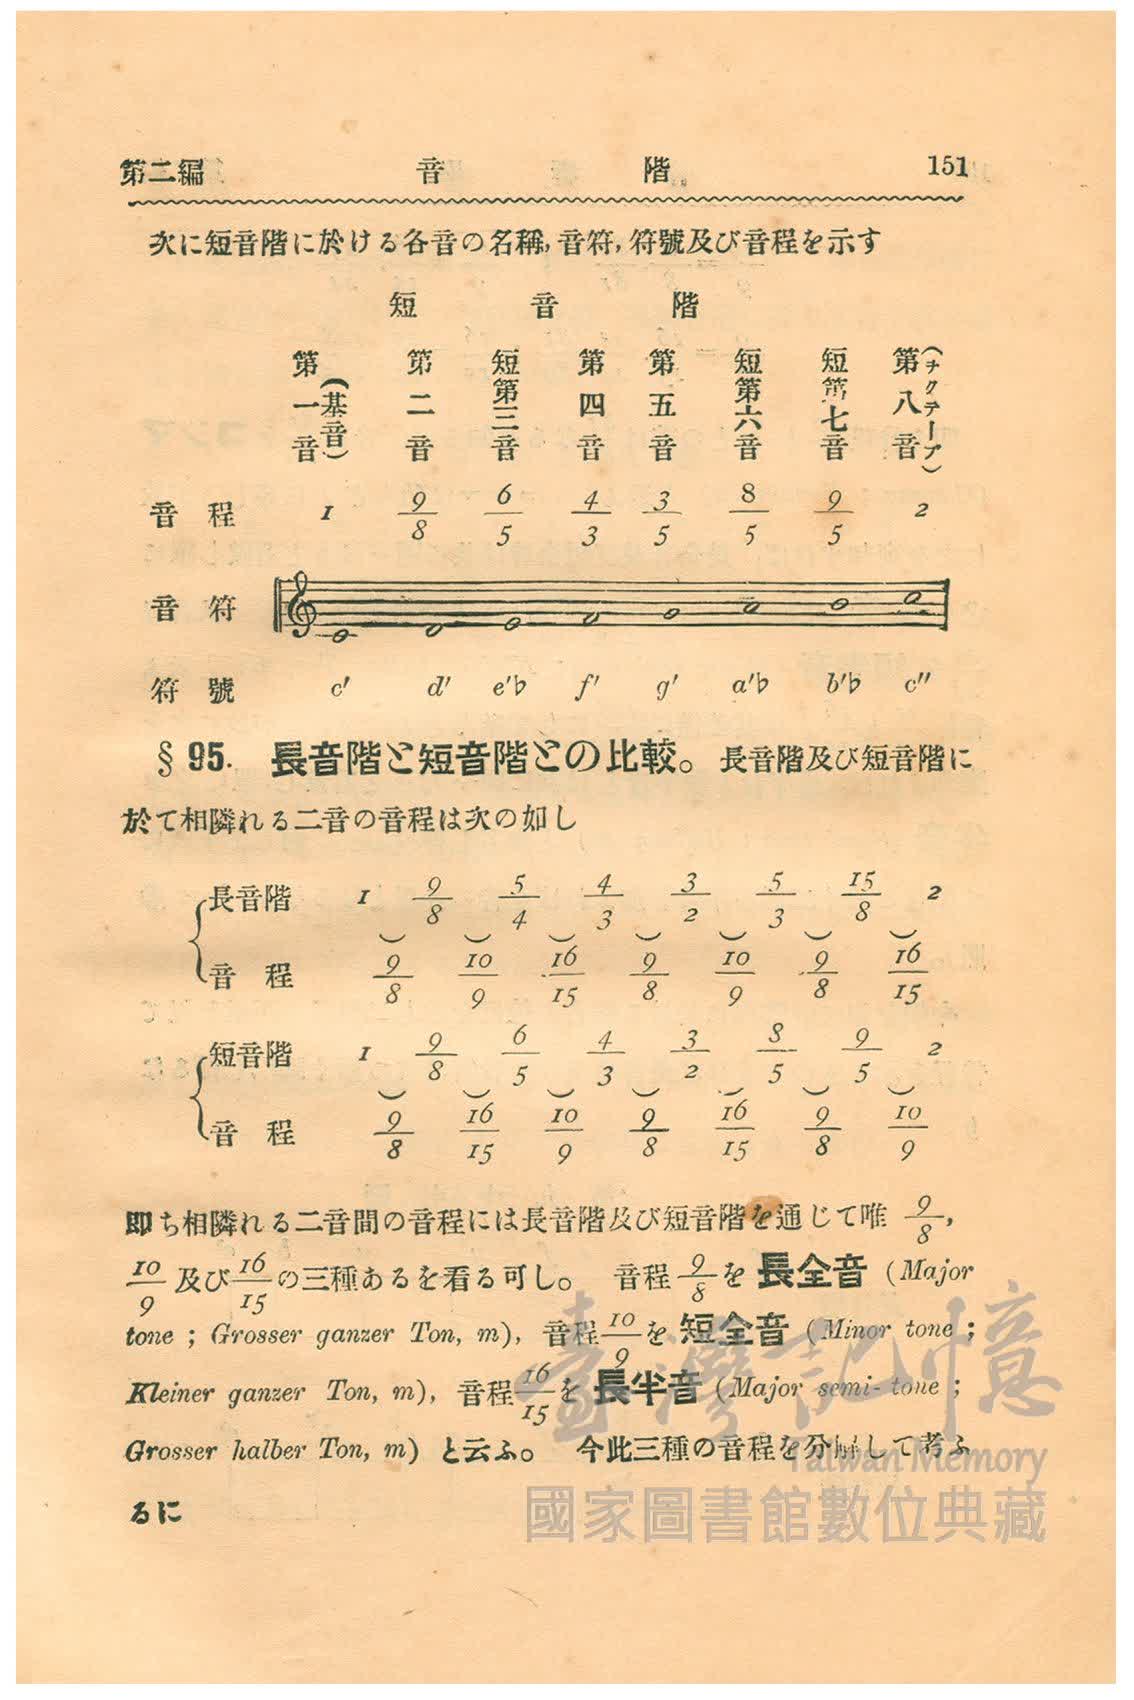 第二編 音階 151
次に短音階に於ける各音の名稱, 音符, 符號及び音程を示す
短音階
第一音(基音) 第二音 短第三音 第四音 第五音 短第六音 短第七音 第八音(オクテーブ)
音程 1 9/8 6/5 4/3 3/5 8/5 9/5 2
音符
符號 c′ d′ e′♭ f′ g′ a′♭ b′♭ c″
§ 95. 長音階と短音階との比較。 長音階及び短音階に
於て相隣れる二音の音程は次の如し
長音階 1 9/8 5/4 4/3 3/2 5/3 15/8 2
音程 9/8 10/9 16/15 9/8 10/9 9/8 16/15
短音階 1 9/8 6/5 4/3 3/2 8/5 9/5 2
音程 9/8 16/15 10/9 9/8 16/15 9/8 10/9
即ち相隣れる二音間の音程には長音階及び短音階を通じて唯 9/8,
10/9 及び 16/15 の三種あるを看る可し。 音程 9/8 を 長全音 (Major
tone ; Grosser ganzer Ton, m), 音程 10/9 を 短全音 (Minor tone ;
Kleiner ganzer Ton, m), 音程 16/15 を 長半音 (Major semi-tone ;
Grosser halber Ton, m) と云ふ。 今此三種の音程を分解して考ふ
るに
臺灣記憶
Taiwan Memory
國家圖書館數位典藏